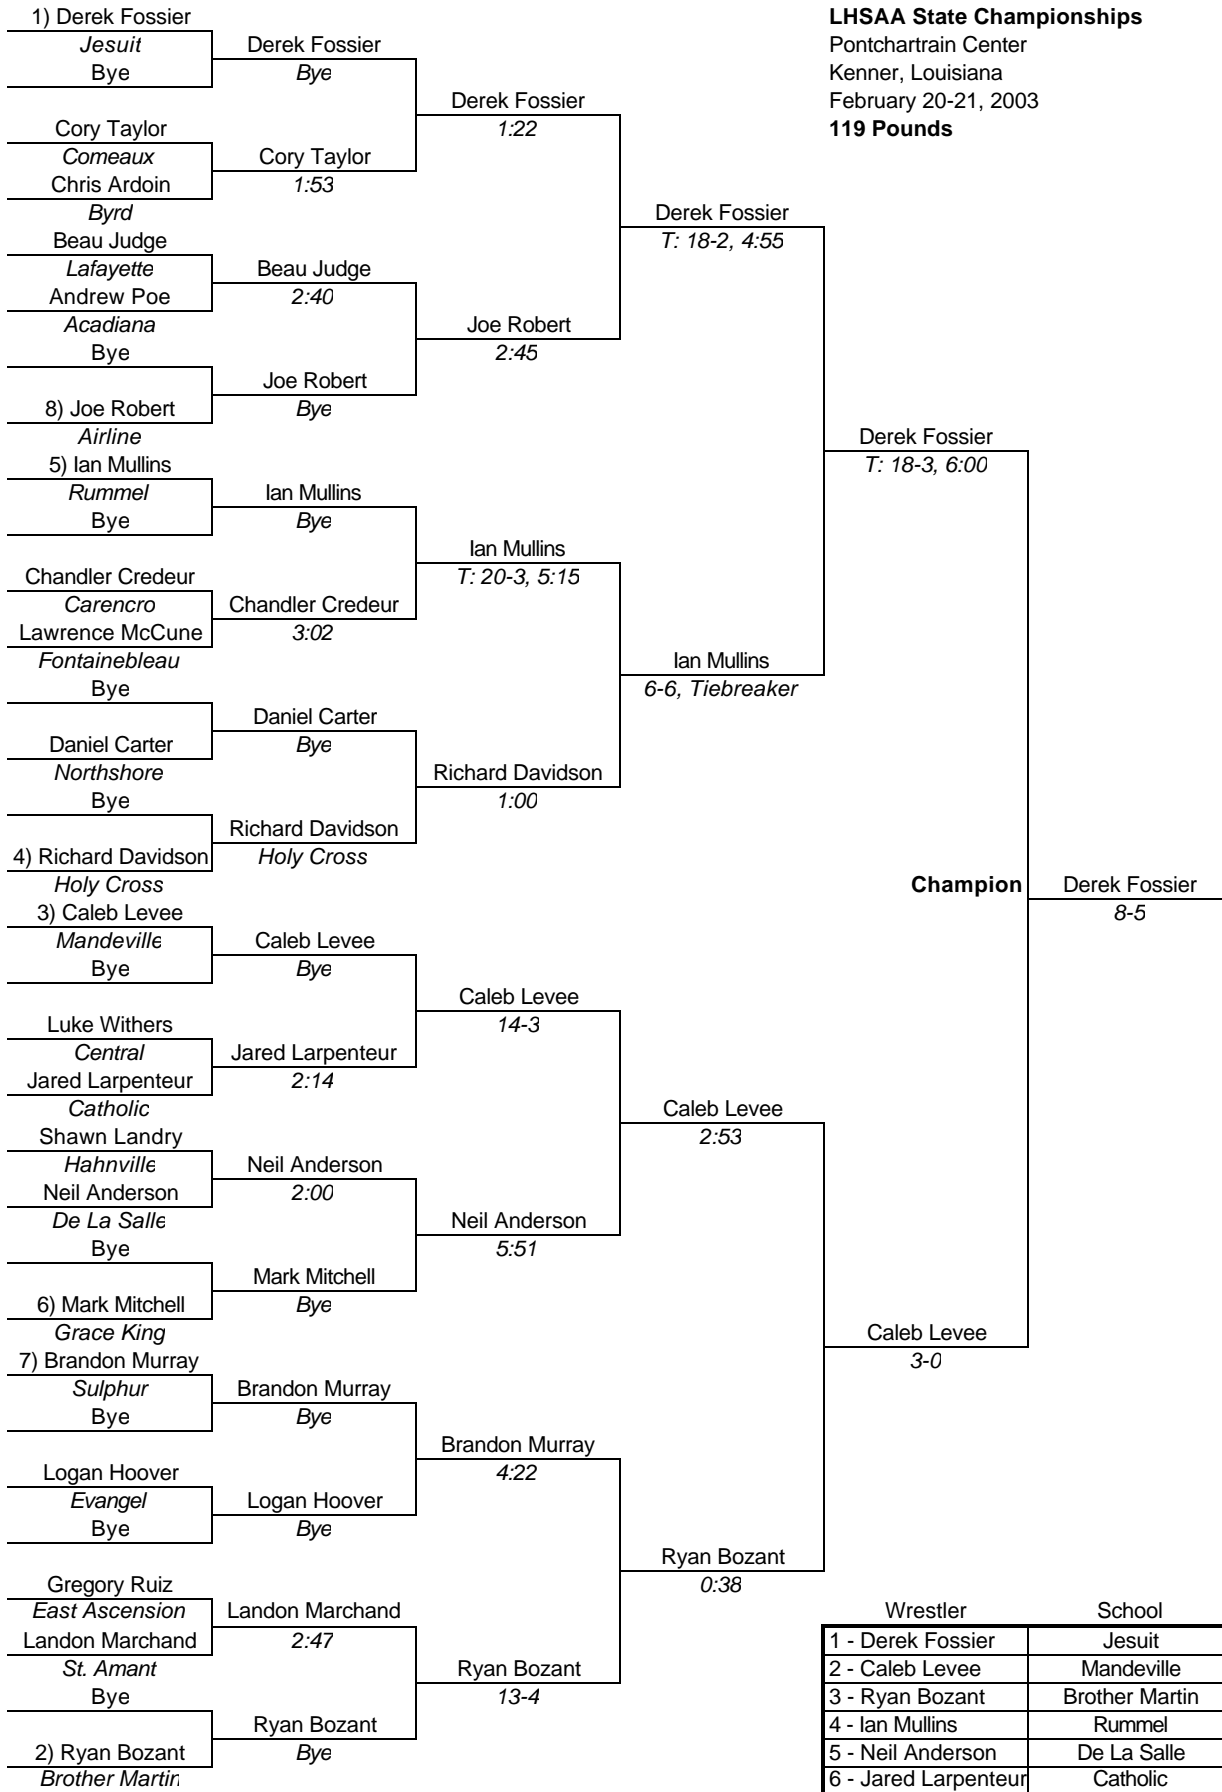 LHSAA State Championships
Pontchartrain Center
Kenner, Louisiana
February 20-21, 2003
119 Pounds
1) Derek Fossier
Jesuit
Bye
Cory Taylor
Comeaux
Chris Ardoin
Byrd
Beau Judge
Lafayette
Andrew Poe
Acadiana
Bye
8) Joe Robert
Airline
5) Ian Mullins
Rummel
Bye
Chandler Credeur
Carencro
Lawrence McCune
Fontainebleau
Bye
Daniel Carter
Northshore
Bye
4) Richard Davidson
Holy Cross
3) Caleb Levee
Mandeville
Bye
Luke Withers
Central
Jared Larpenteur
Catholic
Shawn Landry
Hahnville
Neil Anderson
De La Salle
Bye
6) Mark Mitchell
Grace King
7) Brandon Murray
Sulphur
Bye
Logan Hoover
Evangel
Bye
Gregory Ruiz
East Ascension
Landon Marchand
St. Amant
Bye
2) Ryan Bozant
Brother Martin
Derek Fossier
Bye
Cory Taylor
1:53
Beau Judge
2:40
Joe Robert
Bye
Ian Mullins
Bye
Chandler Credeur
3:02
Daniel Carter
Bye
Richard Davidson
Holy Cross
Caleb Levee
Bye
Jared Larpenteur
2:14
Neil Anderson
2:00
Mark Mitchell
Bye
Brandon Murray
Bye
Logan Hoover
Bye
Landon Marchand
2:47
Ryan Bozant
Bye
Derek Fossier
1:22
Joe Robert
2:45
Ian Mullins
T: 20-3, 5:15
Richard Davidson
1:00
Caleb Levee
14-3
Neil Anderson
5:51
Brandon Murray
4:22
Ryan Bozant
13-4
Derek Fossier
T: 18-2, 4:55
Ian Mullins
6-6, Tiebreaker
Caleb Levee
2:53
Ryan Bozant
0:38
Derek Fossier
T: 18-3, 6:00
Caleb Levee
3-0
Champion
Derek Fossier
8-5
Wrestler School
1 - Derek Fossier Jesuit
2 - Caleb Levee Mandeville
3 - Ryan Bozant Brother Martin
4 - Ian Mullins Rummel
5 - Neil Anderson De La Salle
6 - Jared Larpenteur Catholic